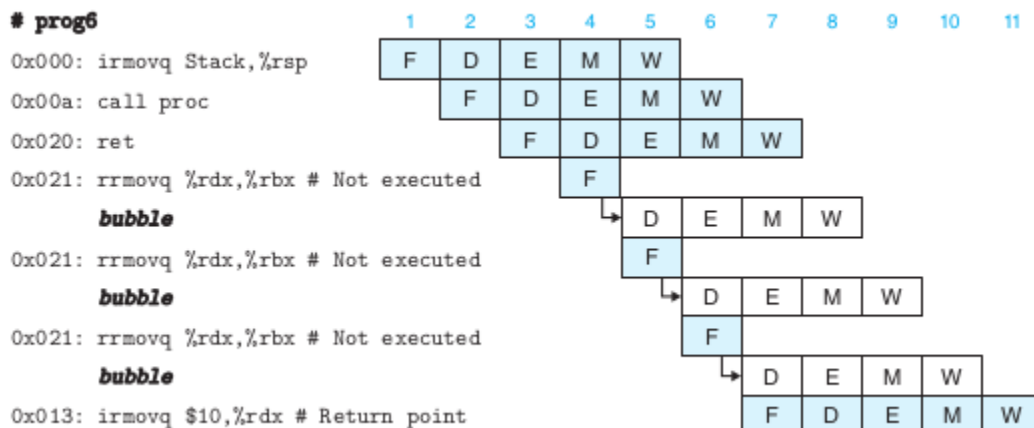 # prog6 1 2 3 4 5 6 7 8 9 10 11
0x000: irmovq Stack,%rsp F D E M W
0x00a: call proc F D E M W
0x020: ret F D E M W
0x021: rrmovq %rdx,%rbx # Not executed F
bubble D E M W
0x021: rrmovq %rdx,%rbx # Not executed F
bubble D E M W
0x021: rrmovq %rdx,%rbx # Not executed F
bubble D E M W
0x013: irmovq $10,%rdx # Return point F D E M W